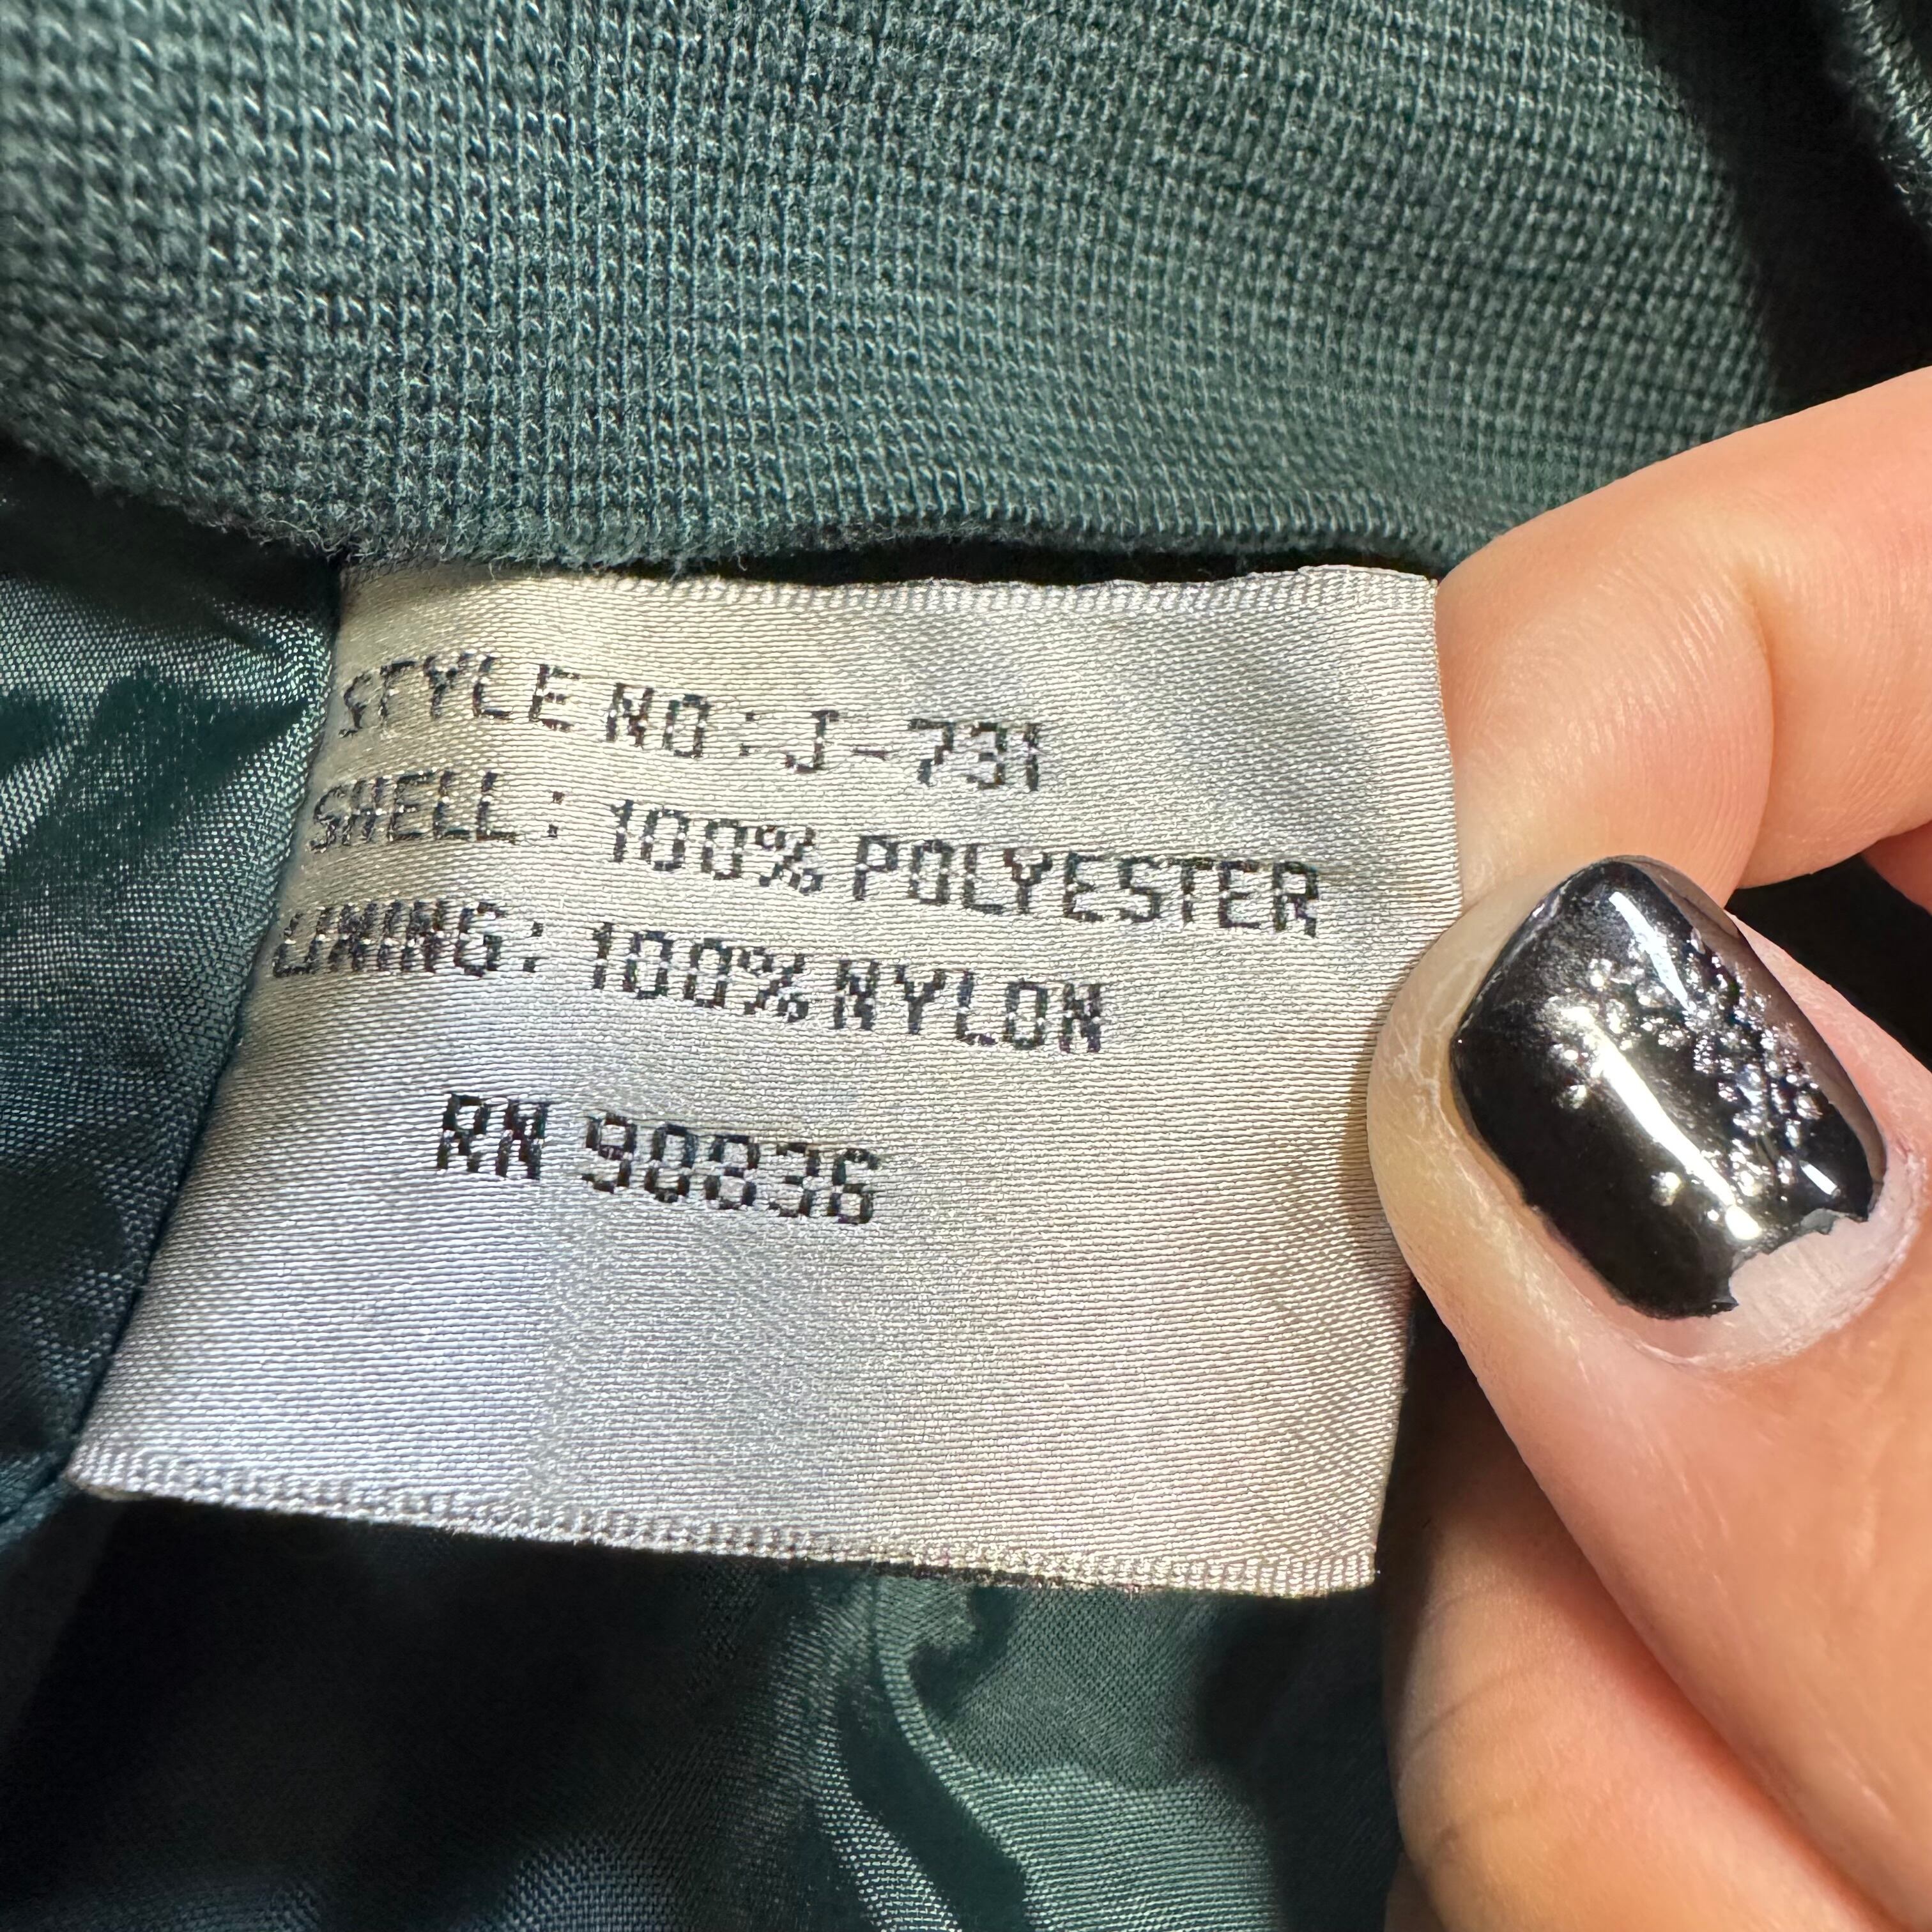 STYLE NO: J-731
SHELL: 100% POLYESTER
LINING: 100% NYLON
RN 90836